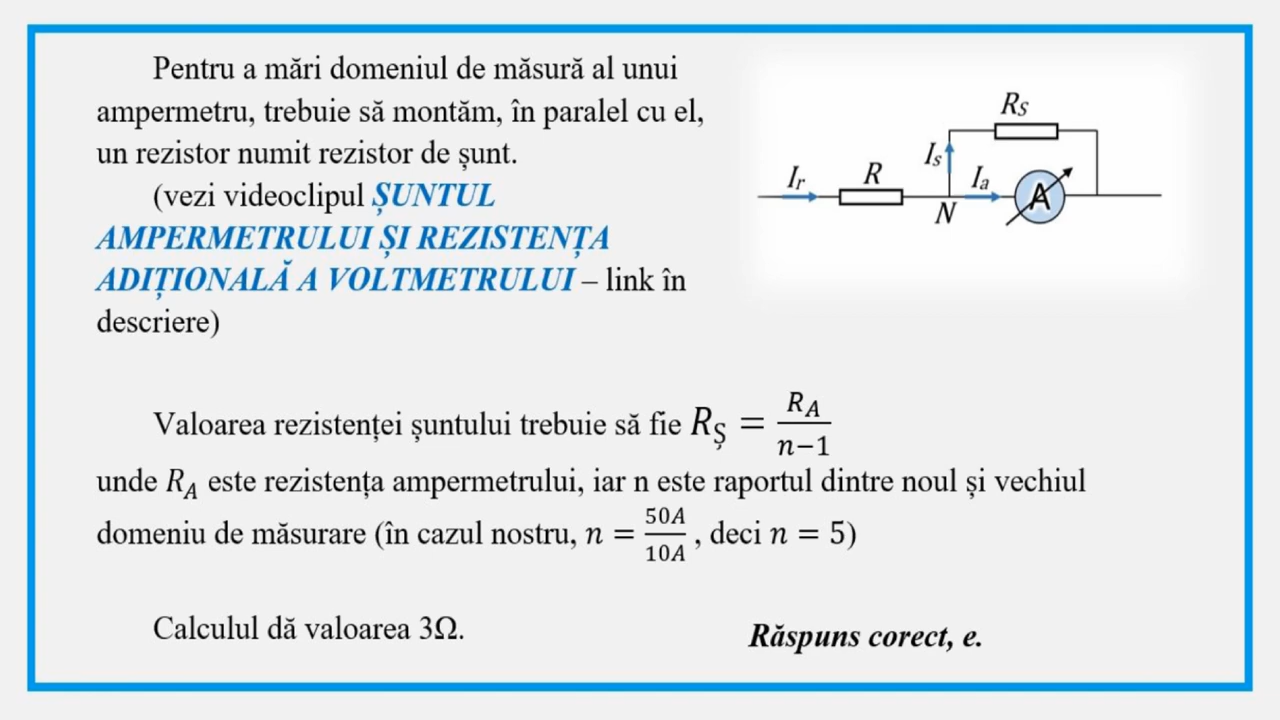 Pentru a mări domeniul de măsură al unui
ampermetru, trebuie să montăm, în paralel cu el,
un rezistor numit rezistor de șunt.
(vezi videoclipul ȘUNTUL
AMPERMETRULUI ȘI REZISTENȚA
ADIȚIONALĂ A VOLTMETRULUI – link în
descriere)
Rs
Is
Ir
R
Ia
N
A
Valoarea rezistenței șuntului trebuie să fie R_Ș = R_A / n−1
unde R_A este rezistența ampermetrului, iar n este raportul dintre noul și vechiul
domeniu de măsurare (în cazul nostru, n = 50A / 10A , deci n = 5)
Calculul dă valoarea 3Ω.
Răspuns corect, e.